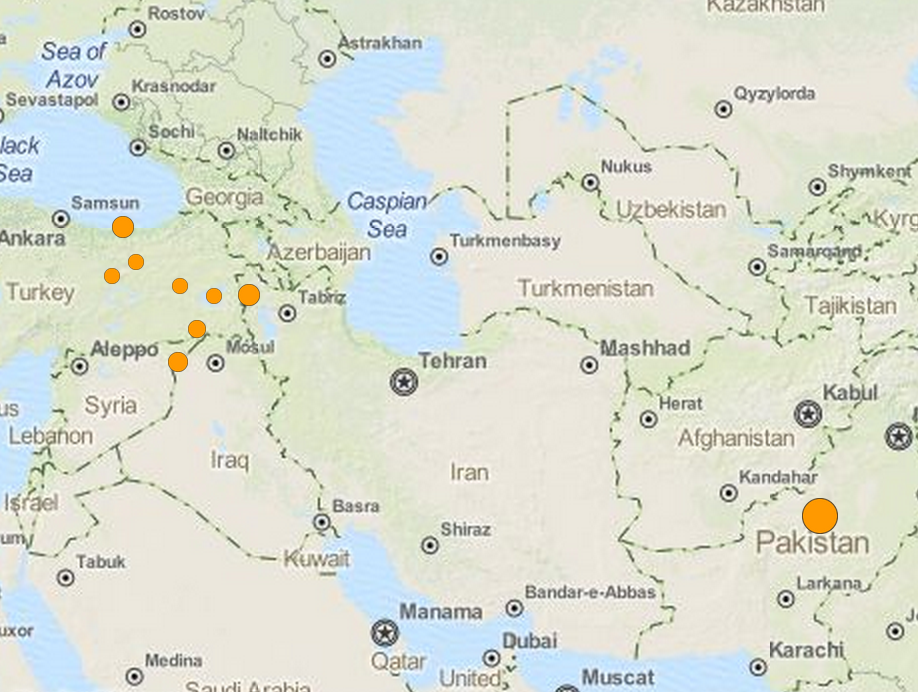 Kazakhstan
Rostov
Astrakhan
Sea of
Azov
Krasnodar
Sevastapol
Qyzylorda
Sochi
Naltchik
lack
Sea
Nukus
Shymkent
Samsun
Georgia
Caspian
Sea
Uzbekistan
Kyrg
Ankara
Turkmenbasy
Azerbaijan
Samarqand
Turkey
Tabriz
Turkmenistan
Tajikistan
Aleppo
Mosul
Tehran
Mashhad
Syria
Herat
Kabul
us
Lebanon
Afghanistan
Iraq
Iran
Kandahar
Israel
Basra
Shiraz
um
Pakistan
Kuwait
Tabuk
Larkana
Bandar-e-Abbas
Manama
uxor
Jo
Dubai
Qatar
Karachi
Medina
United
Muscat
Saudi Arabia